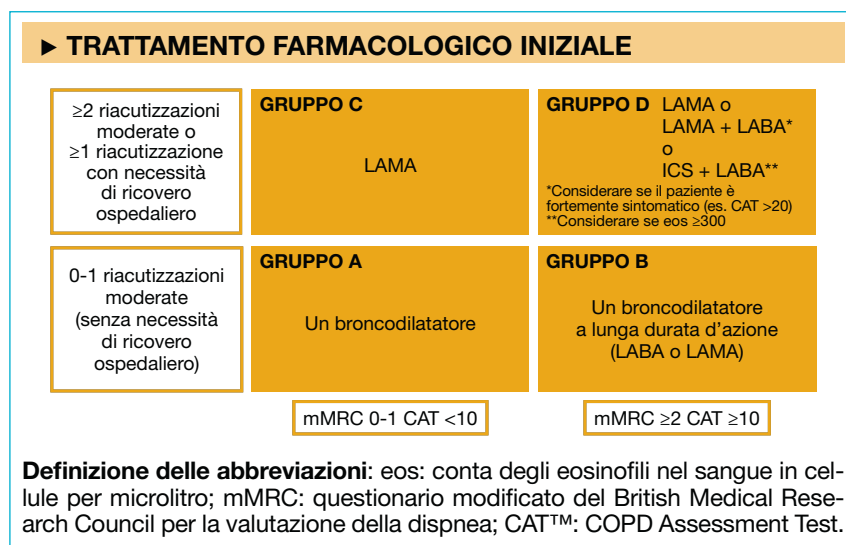 ► TRATTAMENTO FARMACOLOGICO INIZIALE
≥2 riacutizzazioni
moderate o
≥1 riacutizzazione
con necessità
di ricovero
ospedaliero
GRUPPO C
LAMA
GRUPPO D LAMA o
LAMA + LABA*
o
ICS + LABA**
*Considerare se il paziente è
fortemente sintomatico (es. CAT >20)
**Considerare se eos ≥300
0-1 riacutizzazioni
moderate
(senza necessità
di ricovero
ospedaliero)
GRUPPO A
Un broncodilatatore
GRUPPO B
Un broncodilatatore
a lunga durata d'azione
(LABA o LAMA)
mMRC 0-1 CAT <10
mMRC ≥2 CAT ≥10
Definizione delle abbreviazioni: eos: conta degli eosinofili nel sangue in cel-
lule per microlitro; mMRC: questionario modificato del British Medical Rese-
arch Council per la valutazione della dispnea; CAT™: COPD Assessment Test.